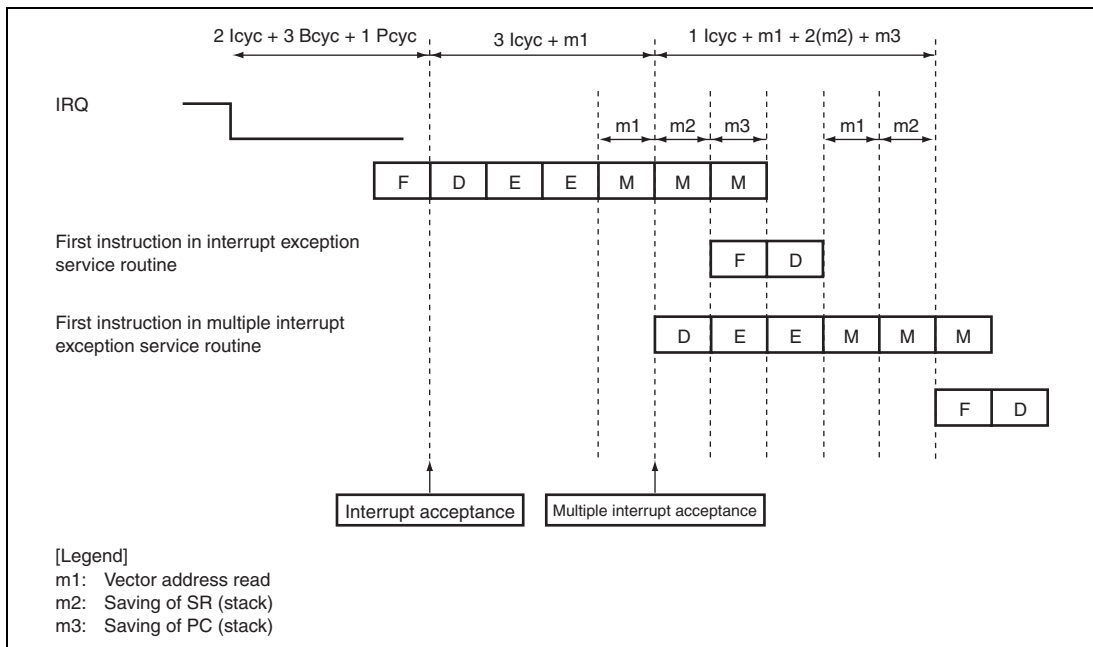 2 Icyc + 3 Bcyc + 1 Pcyc
3 Icyc + m1
1 Icyc + m1 + 2(m2) + m3
IRQ
m1
m2
m3
m1
m2
F D E E M M M
First instruction in interrupt exception
service routine
F D
First instruction in multiple interrupt
exception service routine
D E E M M M
F D
Interrupt acceptance
Multiple interrupt acceptance
[Legend]
m1: Vector address read
m2: Saving of SR (stack)
m3: Saving of PC (stack)